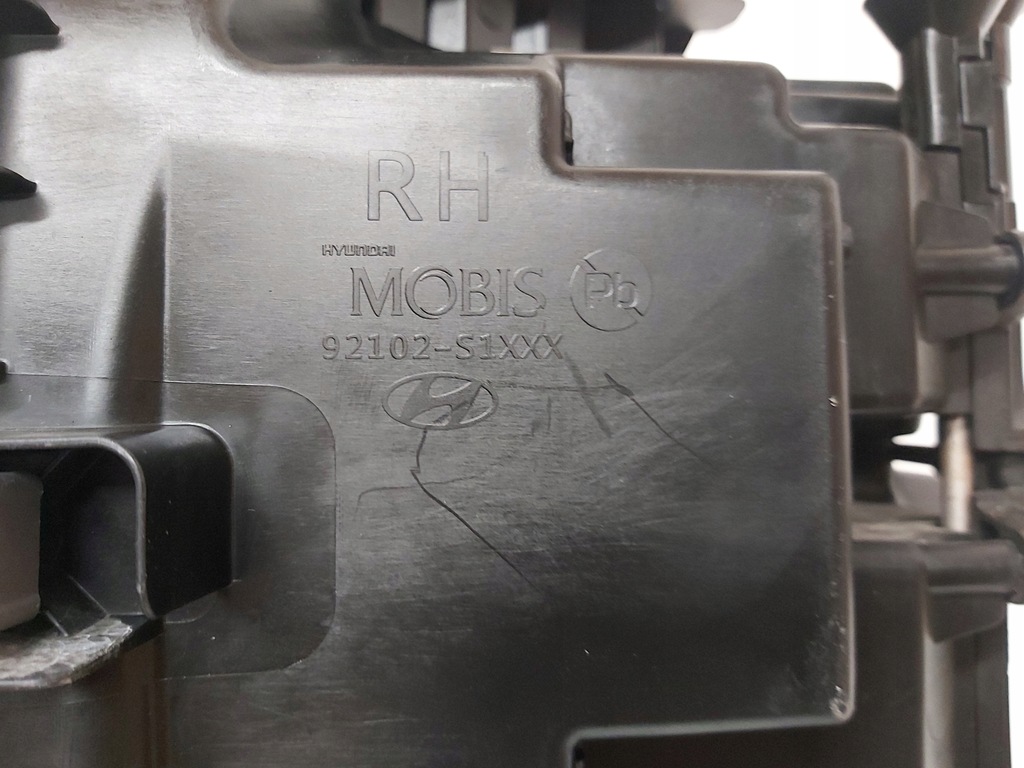 RH
HYUNDAI
MOBIS Pb
92102-S1XXX